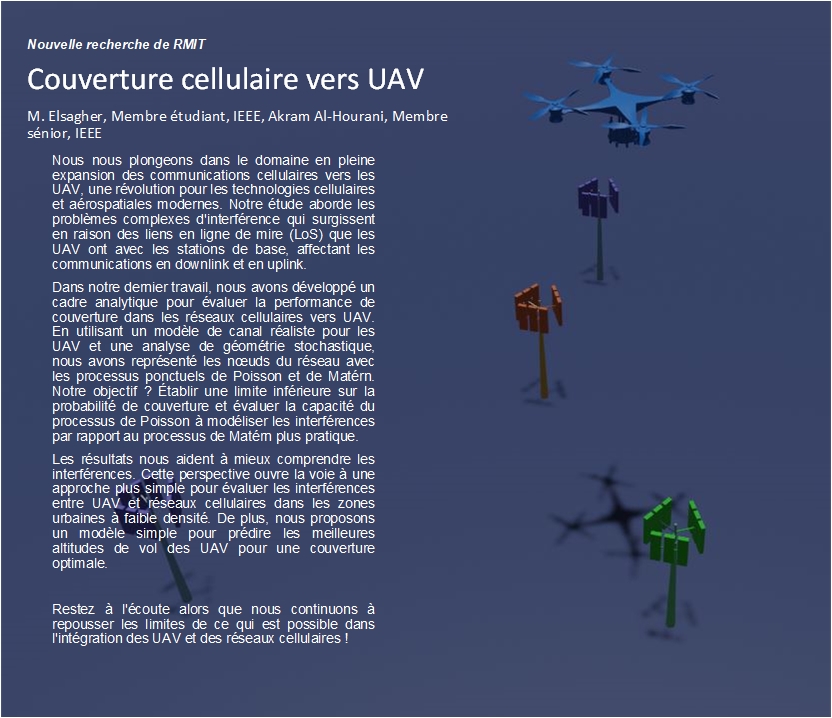 Nouvelle recherche de RMIT
Couverture cellulaire vers UAV
M. Elsagher, Membre étudiant, IEEE, Akram Al-Hourani, Membre
sénior, IEEE
Nous nous plongeons dans le domaine en pleine
expansion des communications cellulaires vers les
UAV, une révolution pour les technologies cellulaires
et aérospatiales modernes. Notre étude aborde les
problèmes complexes d'interférence qui surgissent
en raison des liens en ligne de mire (LoS) que les
UAV ont avec les stations de base, affectant les
communications en downlink et en uplink.
Dans notre dernier travail, nous avons développé un
cadre analytique pour évaluer la performance de
couverture dans les réseaux cellulaires vers UAV.
En utilisant un modèle de canal réaliste pour les
UAV et une analyse de géométrie stochastique,
nous avons représenté les nœuds du réseau avec
les processus ponctuels de Poisson et de Matérn.
Notre objectif ? Établir une limite inférieure sur la
probabilité de couverture et évaluer la capacité du
processus de Poisson à modéliser les interférences
par rapport au processus de Matérn plus pratique.
Les résultats nous aident à mieux comprendre les
interférences. Cette perspective ouvre la voie à une
approche plus simple pour évaluer les interférences
entre UAV et réseaux cellulaires dans les zones
urbaines à faible densité. De plus, nous proposons
un modèle simple pour prédire les meilleures
altitudes de vol des UAV pour une couverture
optimale.
Restez à l'écoute alors que nous continuons à
repousser les limites de ce qui est possible dans
l'intégration des UAV et des réseaux cellulaires !